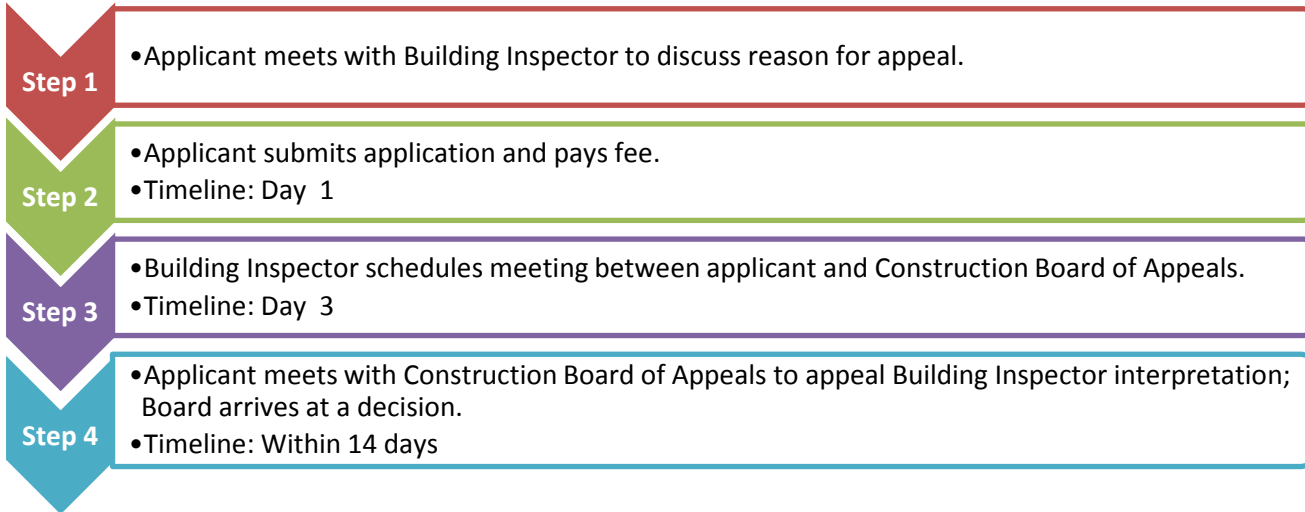 Step 1
•Applicant meets with Building Inspector to discuss reason for appeal.
Step 2
•Applicant submits application and pays fee.
•Timeline: Day 1
Step 3
•Building Inspector schedules meeting between applicant and Construction Board of Appeals.
•Timeline: Day 3
Step 4
•Applicant meets with Construction Board of Appeals to appeal Building Inspector interpretation;
Board arrives at a decision.
•Timeline: Within 14 days